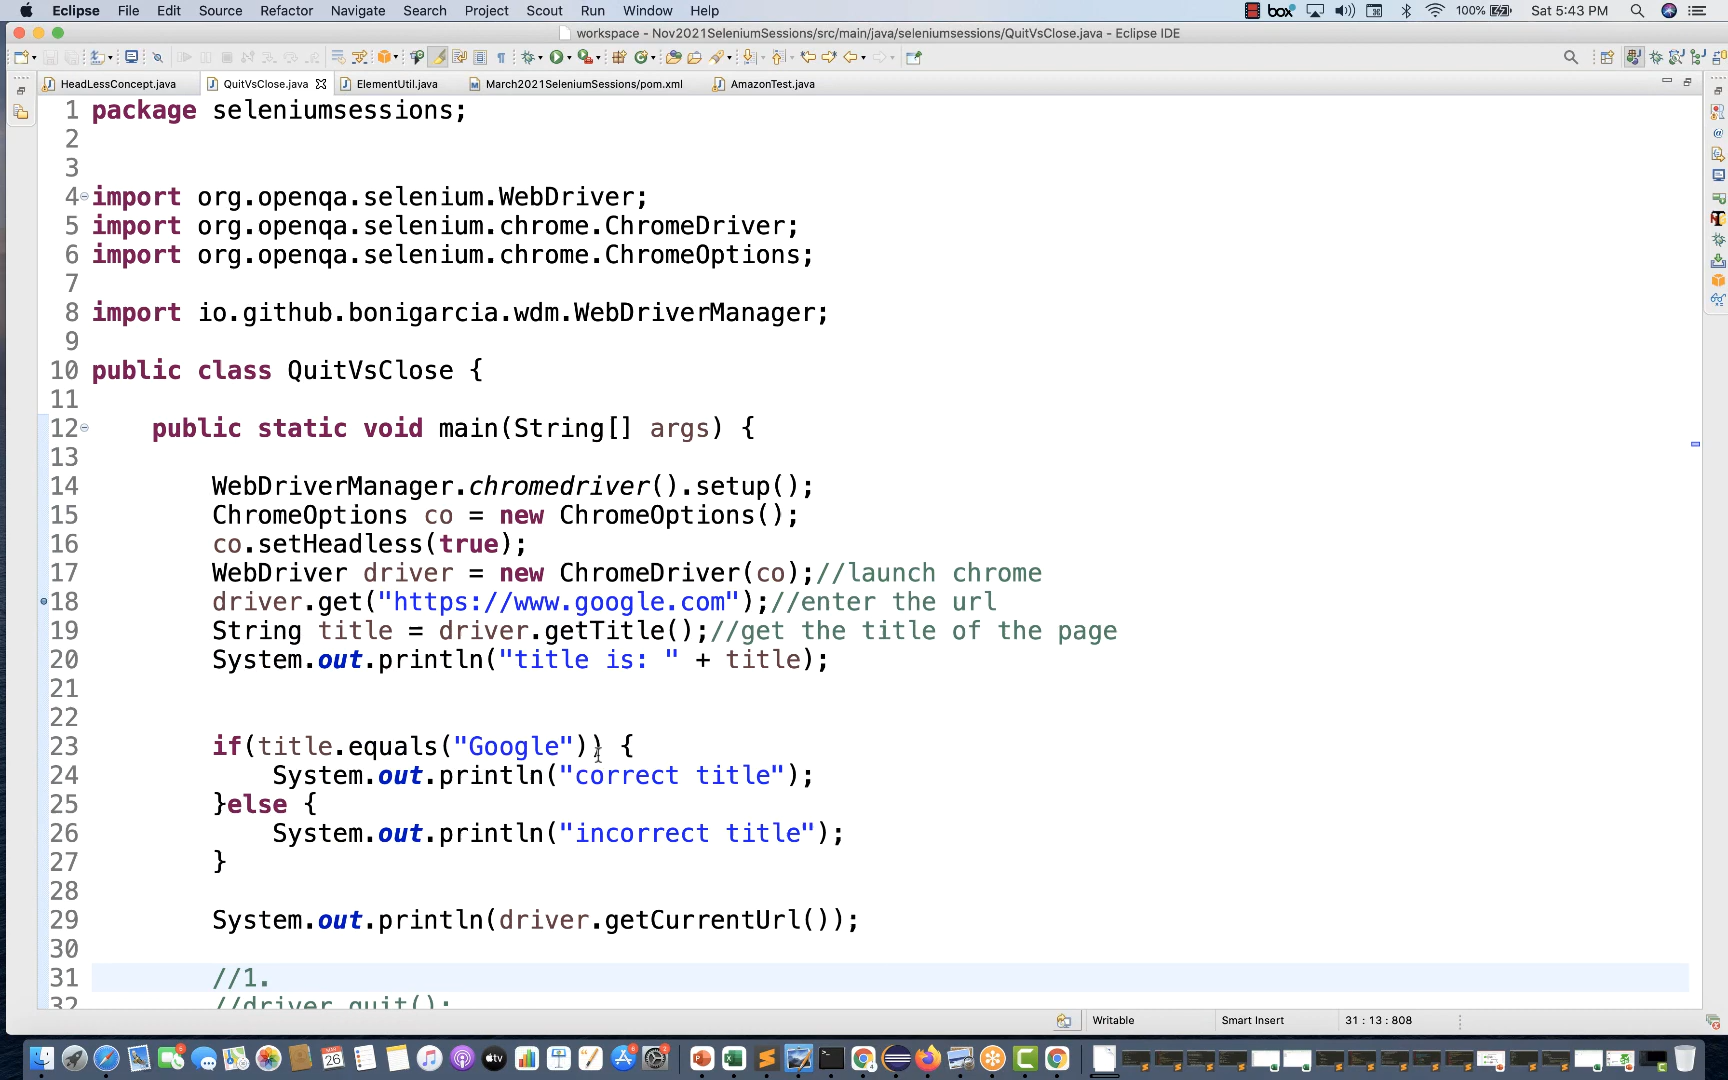 Eclipse File Edit Source Refactor Navigate Search Project Scout Run Window Help box 100% Sat 5:43 PM
workspace - Nov2021SeleniumSessions/src/main/java/seleniumsessions/QuitVsClose.java - Eclipse IDE
HeadLessConcept.java QuitVsClose.java ElementUtil.java March2021SeleniumSessions/pom.xml AmazonTest.java
1 package seleniumsessions;
2
3
4 import org.openqa.selenium.WebDriver;
5 import org.openqa.selenium.chrome.ChromeDriver;
6 import org.openqa.selenium.chrome.ChromeOptions;
7
8 import io.github.bonigarcia.wdm.WebDriverManager;
9
10 public class QuitVsClose {
11
12 public static void main(String[] args) {
13
14 WebDriverManager.chromedriver().setup();
15 ChromeOptions co = new ChromeOptions();
16 co.setHeadless(true);
17 WebDriver driver = new ChromeDriver(co);//launch chrome
18 driver.get("https://www.google.com");//enter the url
19 String title = driver.getTitle();//get the title of the page
20 System.out.println("title is: " + title);
21
22
23 if(title.equals("Google")) {
24 System.out.println("correct title");
25 }else {
26 System.out.println("incorrect title");
27 }
28
29 System.out.println(driver.getCurrentUrl());
30
31 //1.
32 //driver.quit();
Writable Smart Insert 31 : 13 : 808
26
tv